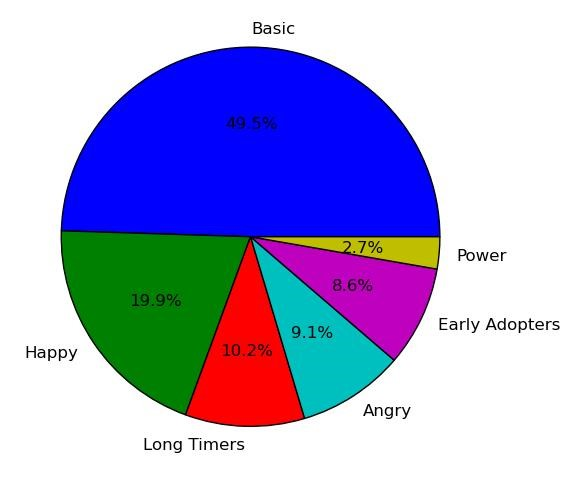 Basic
49.5%
2.7%
Power
8.6%
19.9%
Early Adopters
9.1%
10.2%
Happy
Angry
Long Timers